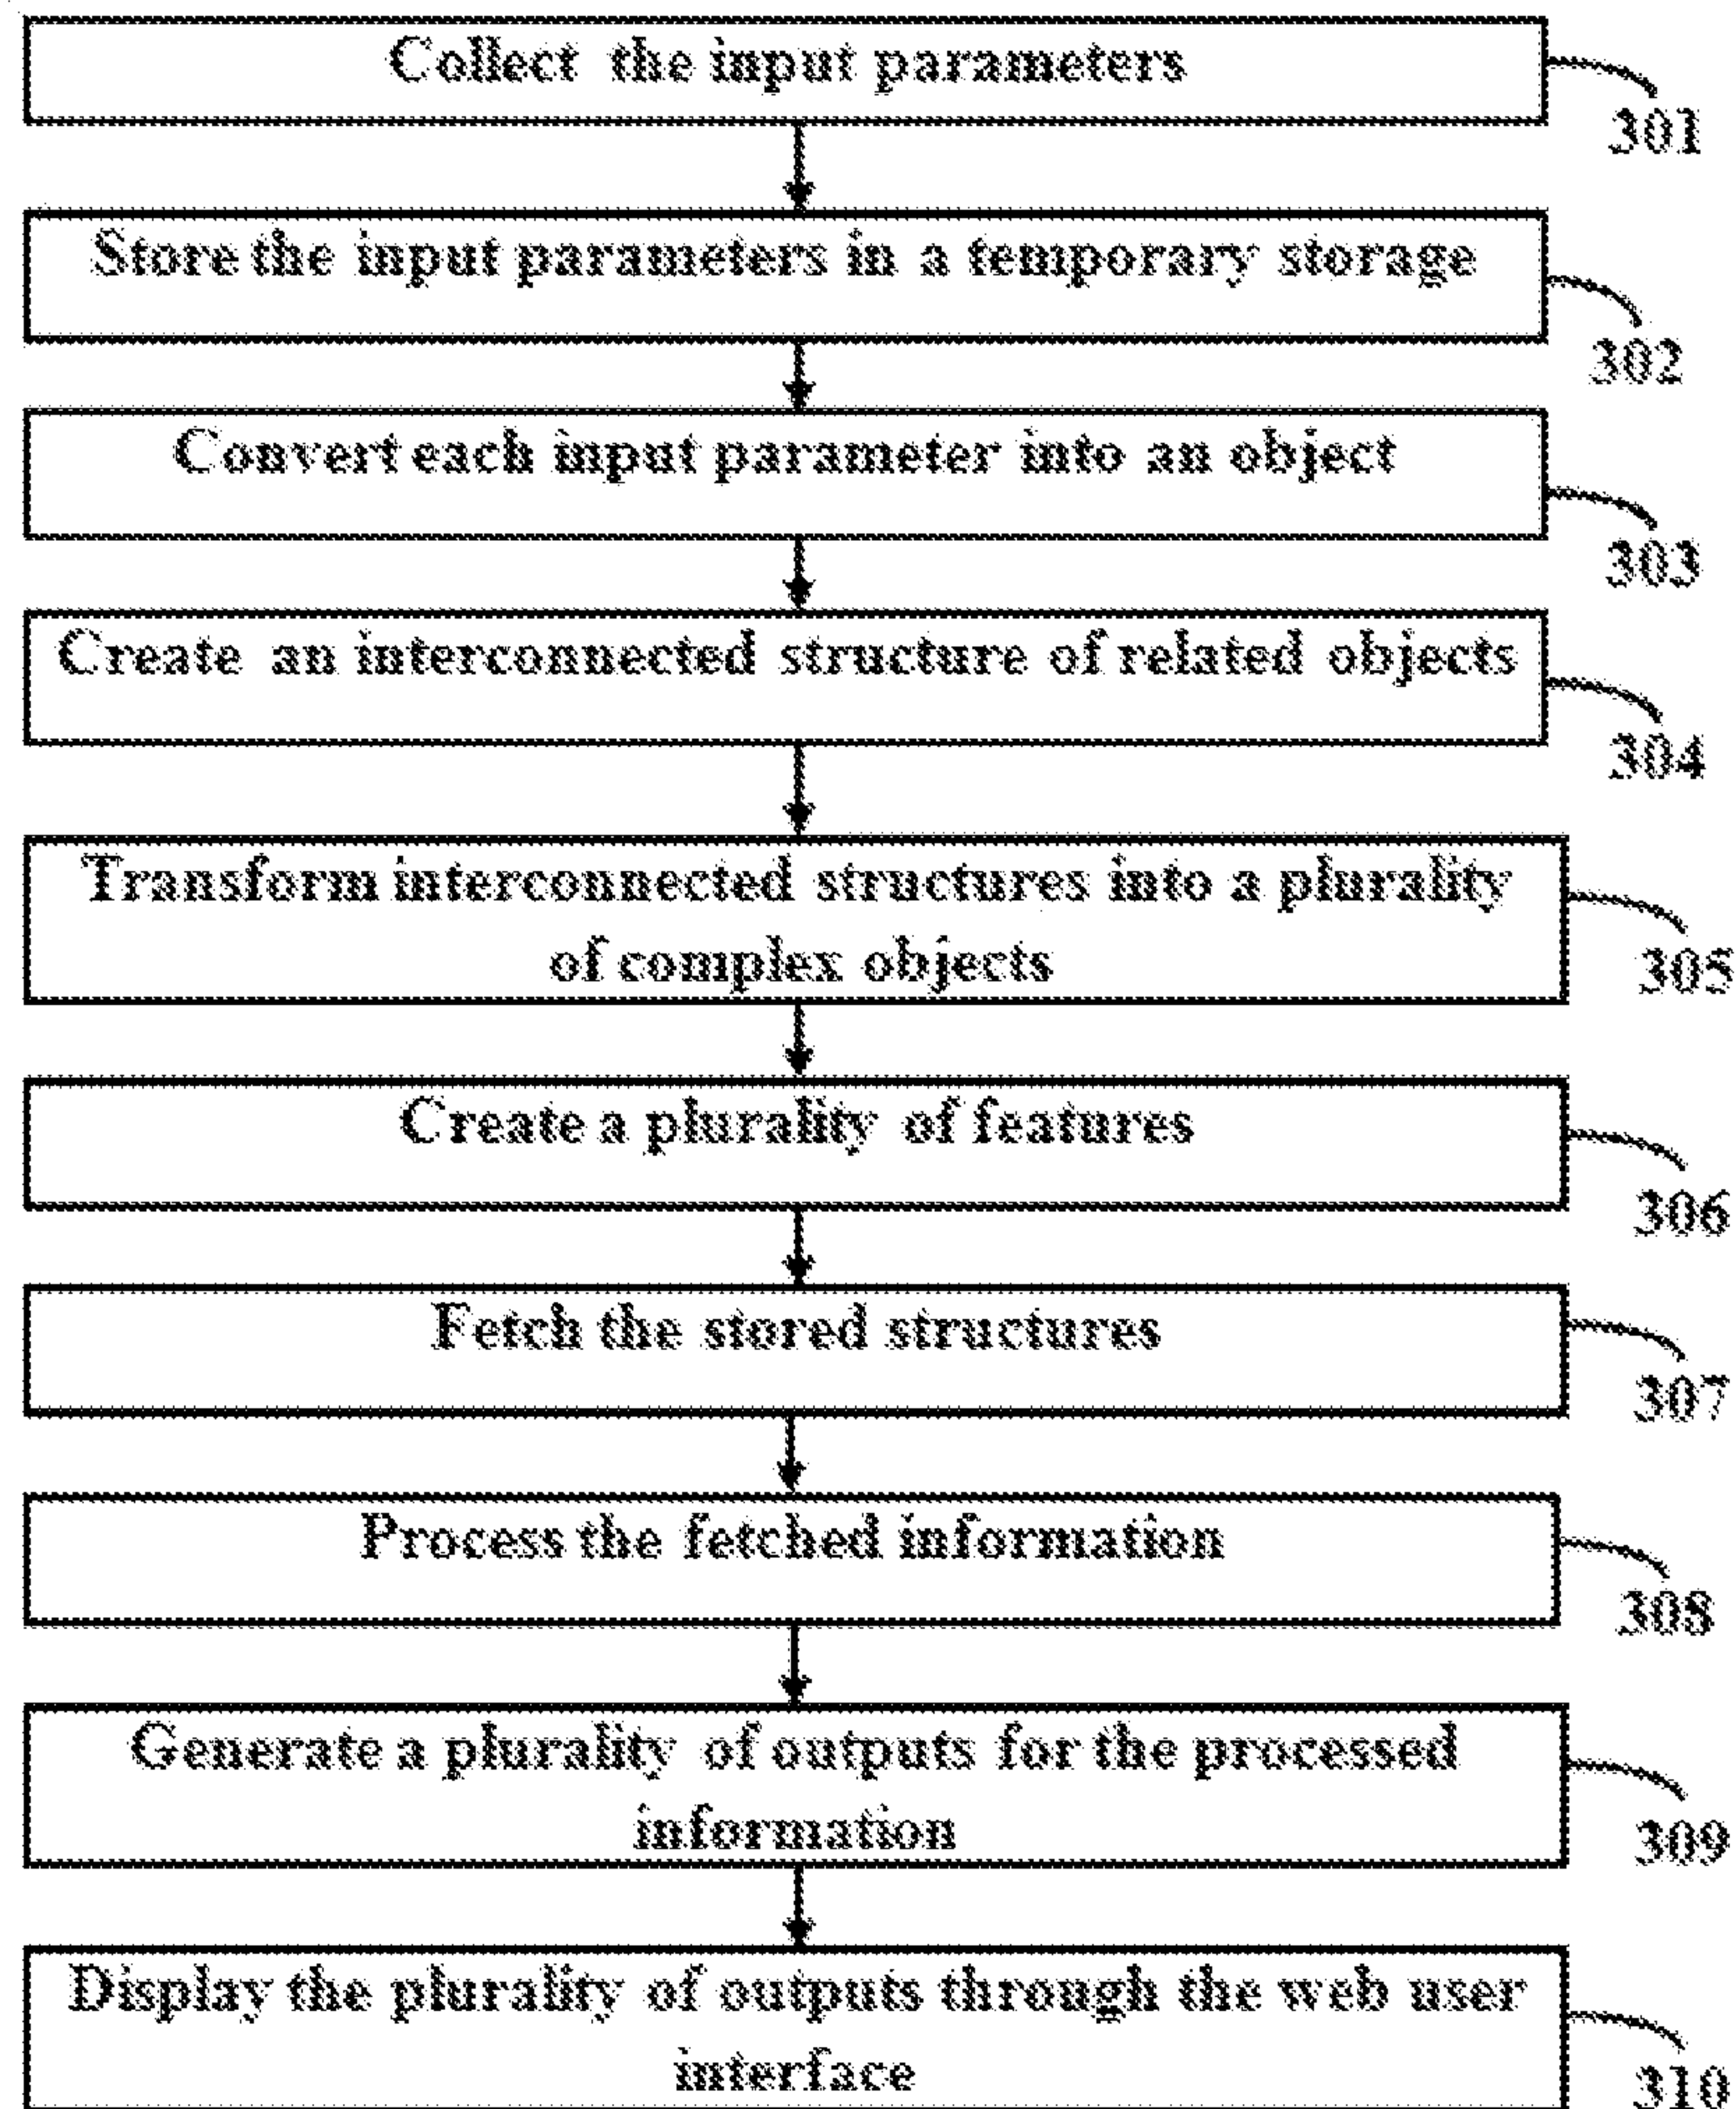 Collect the input parameters
301
Store the input parameters in a temporary storage
302
Convert each input parameter into an object
303
Create an interconnected structure of related objects
304
Transform interconnected structures into a plurality
of complex objects
305
Create a plurality of features
306
Fetch the stored structures
307
Process the fetched information
308
Generate a plurality of outputs for the processed
information
309
Display the plurality of outputs through the web user
interface
310